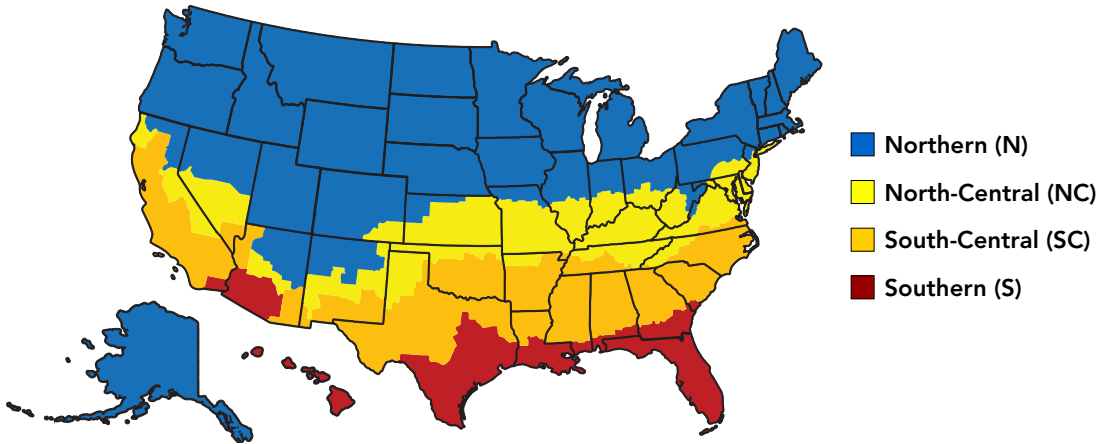 Northern (N)
North-Central (NC)
South-Central (SC)
Southern (S)